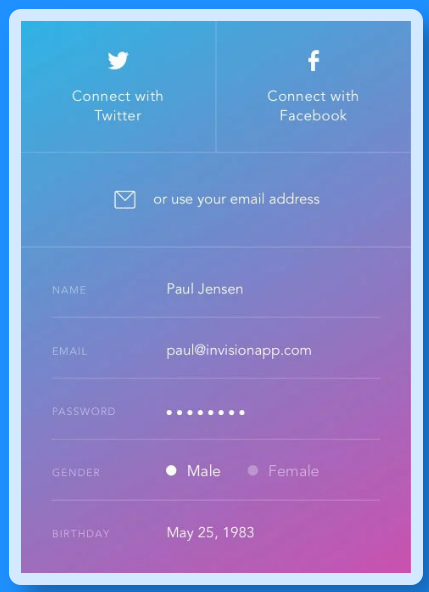 Connect with
Twitter
Connect with
Facebook
or use your email address
NAME Paul Jensen
EMAIL paul@invisionapp.com
PASSWORD ••••••••
GENDER Male Female
BIRTHDAY May 25, 1983